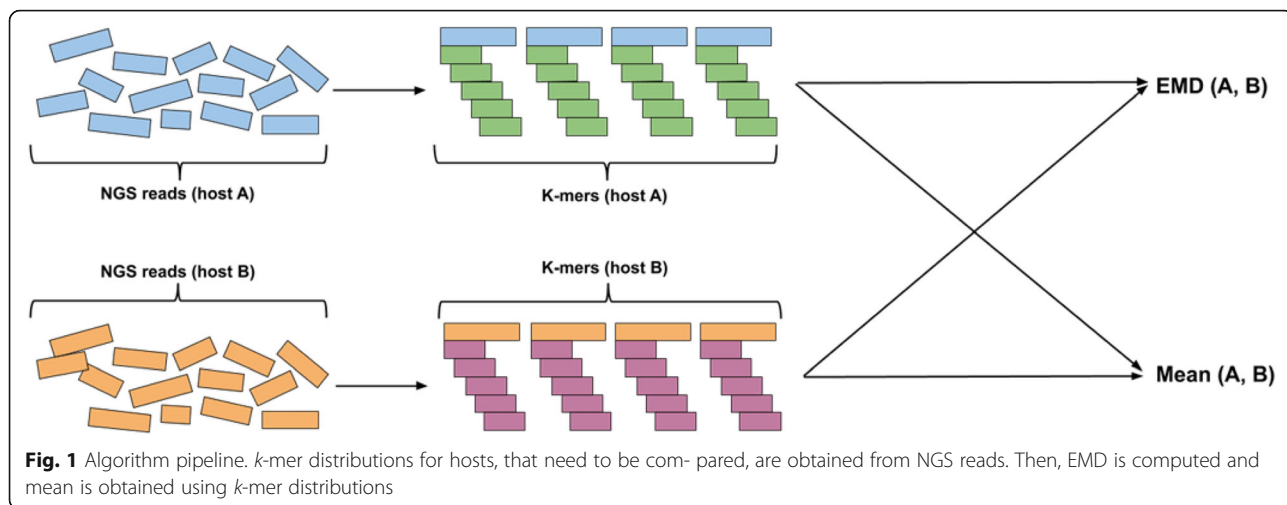 EMD (A, B)
NGS reads (host A)
K-mers (host A)
NGS reads (host B)
K-mers (host B)
Mean (A, B)
Fig. 1 Algorithm pipeline. k-mer distributions for hosts, that need to be com- pared, are obtained from NGS reads. Then, EMD is computed and
mean is obtained using k-mer distributions